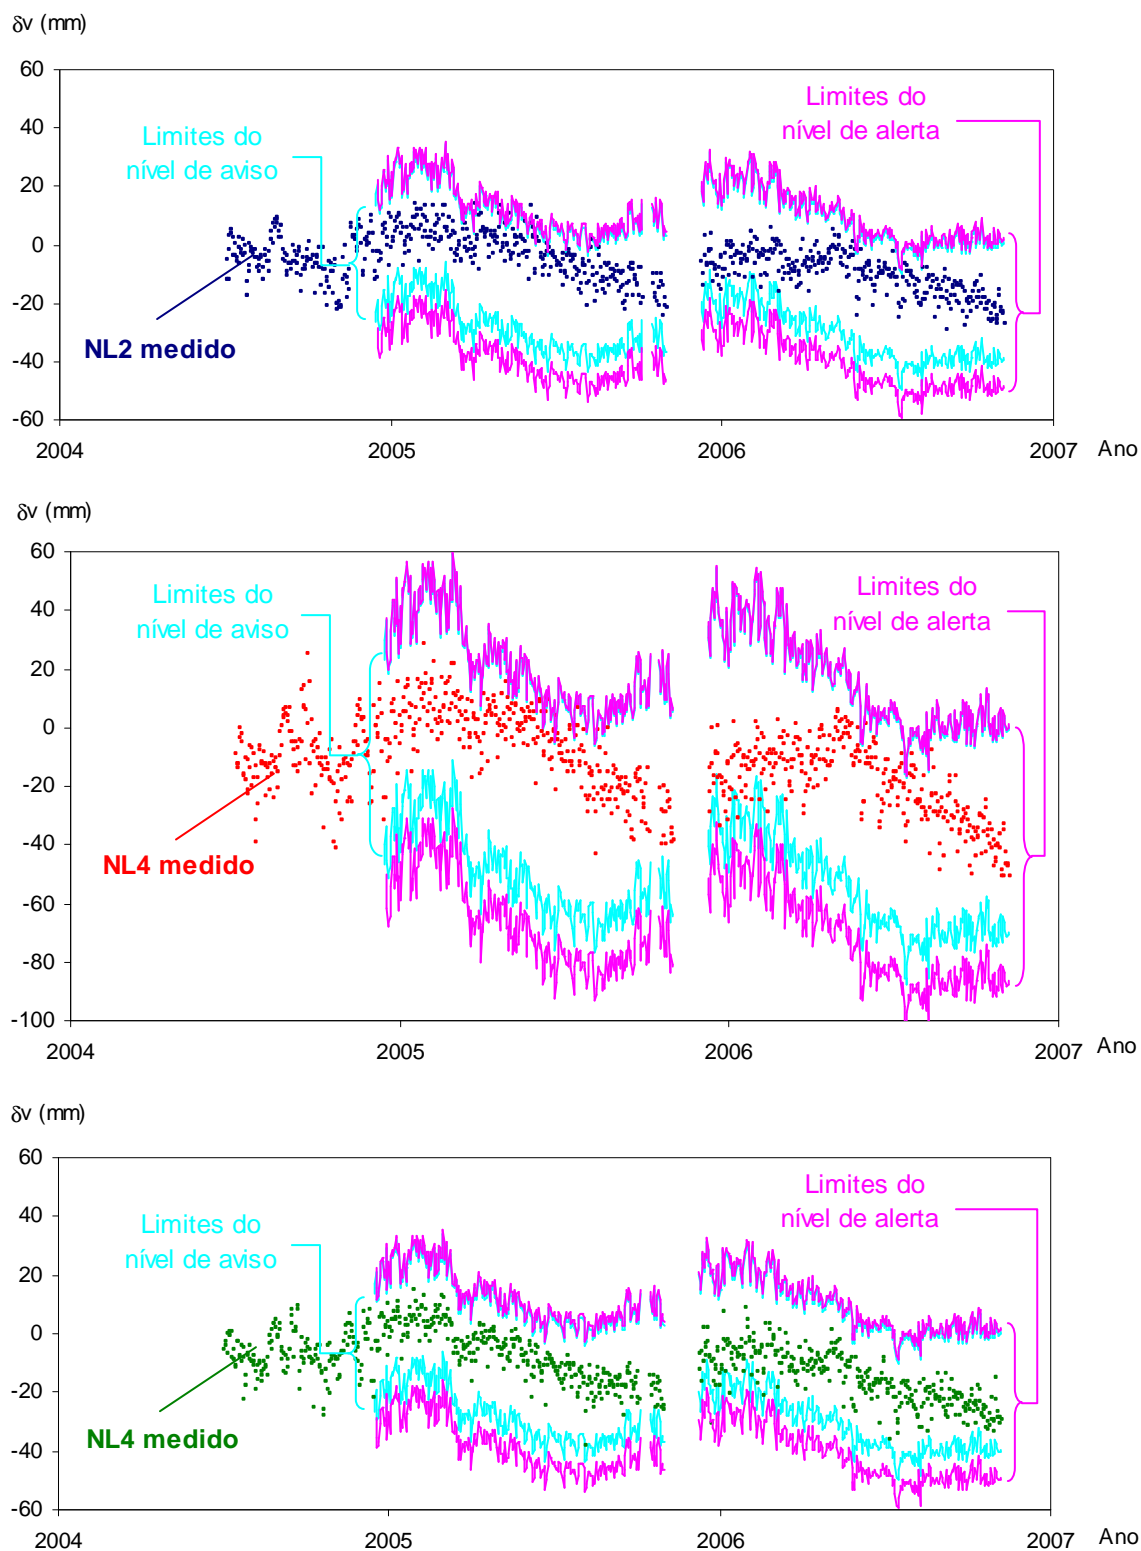 δv (mm)
60
40
20
0
-20
-40
-60
2004
2005
2006
2007
Ano
Limites do
nível de aviso
Limites do
nível de alerta
NL2 medido
δv (mm)
60
40
20
0
-20
-40
-60
-80
-100
2004
2005
2006
2007
Ano
Limites do
nível de aviso
Limites do
nível de alerta
NL4 medido
δv (mm)
60
40
20
0
-20
-40
-60
2004
2005
2006
2007
Ano
Limites do
nível de aviso
Limites do
nível de alerta
NL4 medido